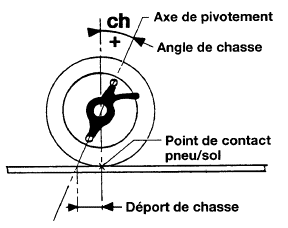 ch
+
Axe de pivotement
Angle de chasse
Point de contact
pneu/sol
Déport de chasse